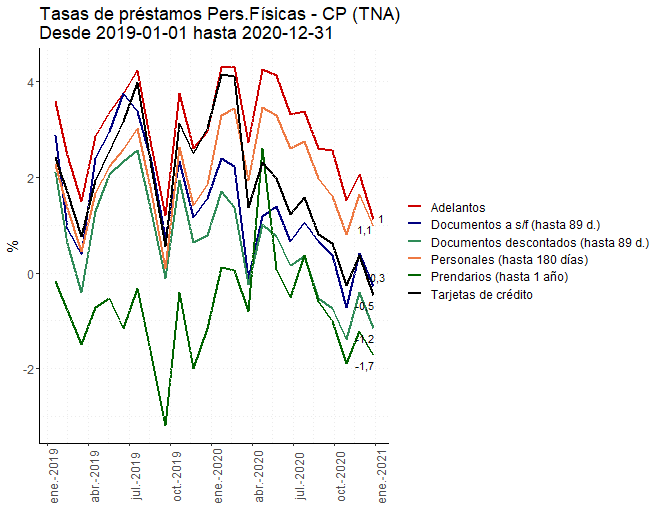 Tasas de préstamos Pers.Físicas - CP (TNA)
Desde 2019-01-01 hasta 2020-12-31
%
4
2
0
-2
1
1,1
-0,3
-0,5
-1,2
-1,7
ene.-2019
abr.-2019
jul.-2019
oct.-2019
ene.-2020
abr.-2020
jul.-2020
oct.-2020
ene.-2021
Adelantos
Documentos a s/f (hasta 89 d.)
Documentos descontados (hasta 89 d.)
Personales (hasta 180 días)
Prendarios (hasta 1 año)
Tarjetas de crédito